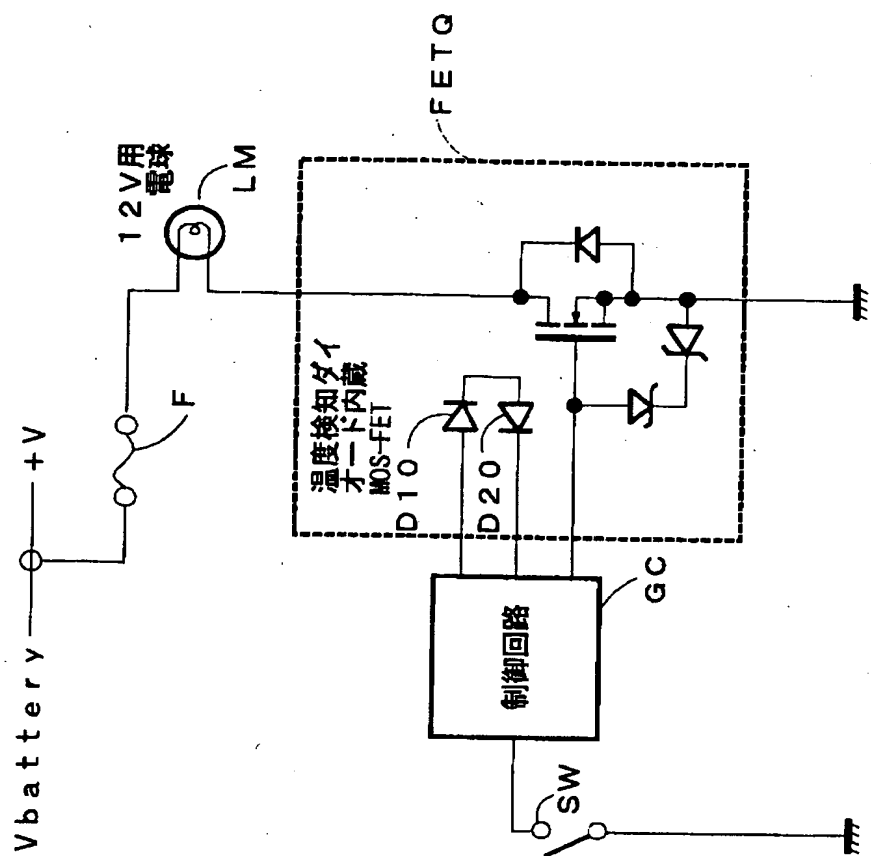 Vbattery +V
F
12V用
電球
LM
FETQ
温度検知ダイ
オード内蔵
MOS-FET
D10
D20
制御回路
GC
SW